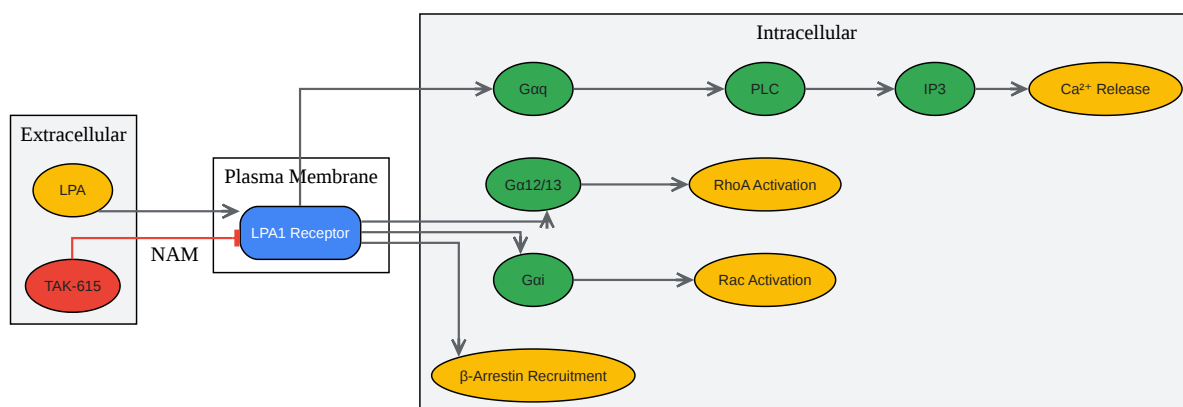 Intracellular
Gαq
PLC
IP3
Ca²⁺ Release
Extracellular
LPA
Plasma Membrane
LPA1 Receptor
Gα12/13
RhoA Activation
NAM
TAK-615
Gαi
Rac Activation
β-Arrestin Recruitment